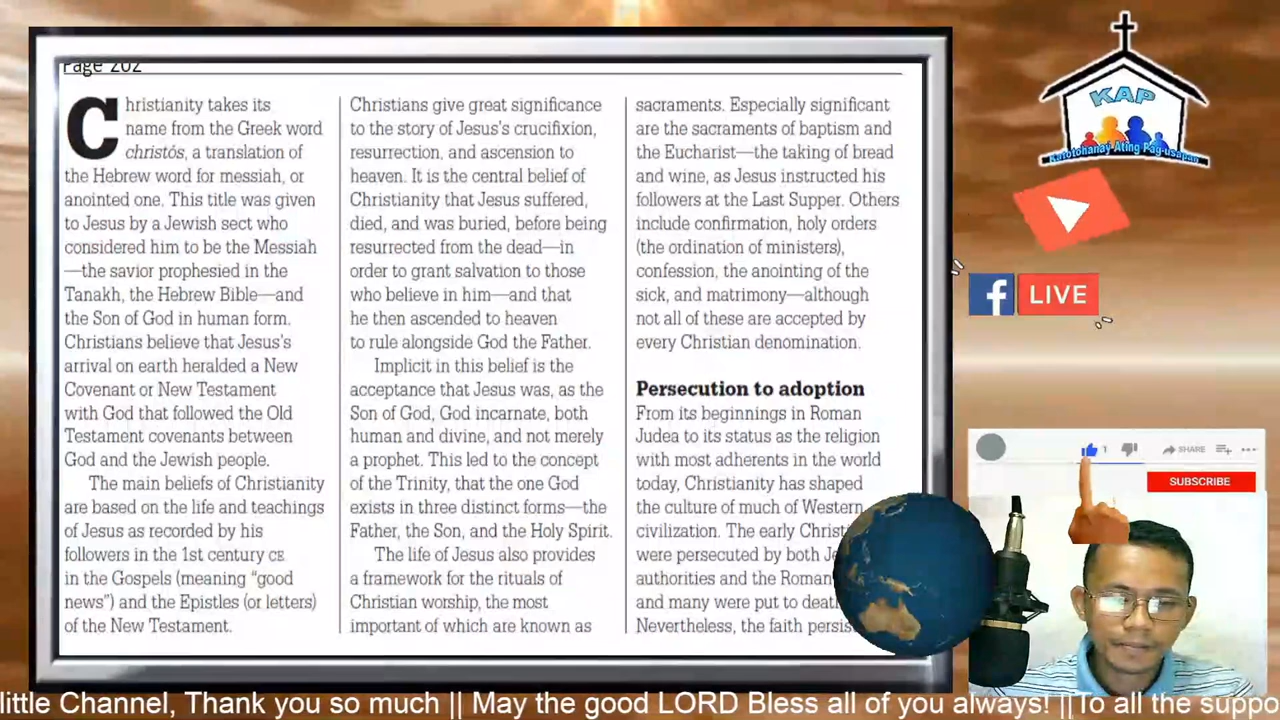 Page 202
Christianity takes its
name from the Greek word
christós, a translation of
the Hebrew word for messiah, or
anointed one. This title was given
to Jesus by a Jewish sect who
considered him to be the Messiah
—the savior prophesied in the
Tanakh, the Hebrew Bible—and
the Son of God in human form.
Christians believe that Jesus's
arrival on earth heralded a New
Covenant or New Testament
with God that followed the Old
Testament covenants between
God and the Jewish people.
The main beliefs of Christianity
are based on the life and teachings
of Jesus as recorded by his
followers in the 1st century CE
in the Gospels (meaning “good
news”) and the Epistles (or letters)
of the New Testament.
Christians give great significance
to the story of Jesus's crucifixion,
resurrection, and ascension to
heaven. It is the central belief of
Christianity that Jesus suffered,
died, and was buried, before being
resurrected from the dead—in
order to grant salvation to those
who believe in him—and that
he then ascended to heaven
to rule alongside God the Father.
Implicit in this belief is the
acceptance that Jesus was, as the
Son of God, God incarnate, both
human and divine, and not merely
a prophet. This led to the concept
of the Trinity, that the one God
exists in three distinct forms—the
Father, the Son, and the Holy Spirit.
The life of Jesus also provides
a framework for the rituals of
Christian worship, the most
important of which are known as
sacraments. Especially significant
are the sacraments of baptism and
the Eucharist—the taking of bread
and wine, as Jesus instructed his
followers at the Last Supper. Others
include confirmation, holy orders
(the ordination of ministers),
confession, the anointing of the
sick, and matrimony—although
not all of these are accepted by
every Christian denomination.
Persecution to adoption
From its beginnings in Roman
Judea to its status as the religion
with most adherents in the world
today, Christianity has shaped
the culture of much of Western
civilization. The early Christ
were persecuted by both Je
authorities and the Roman
and many were put to death
Nevertheless, the faith persis
KAP
Katotohanay Ating Pag-usapan
f LIVE
1 SHARE
SUBSCRIBE
little Channel, Thank you so much || May the good LORD Bless all of you always! ||To all the suppo